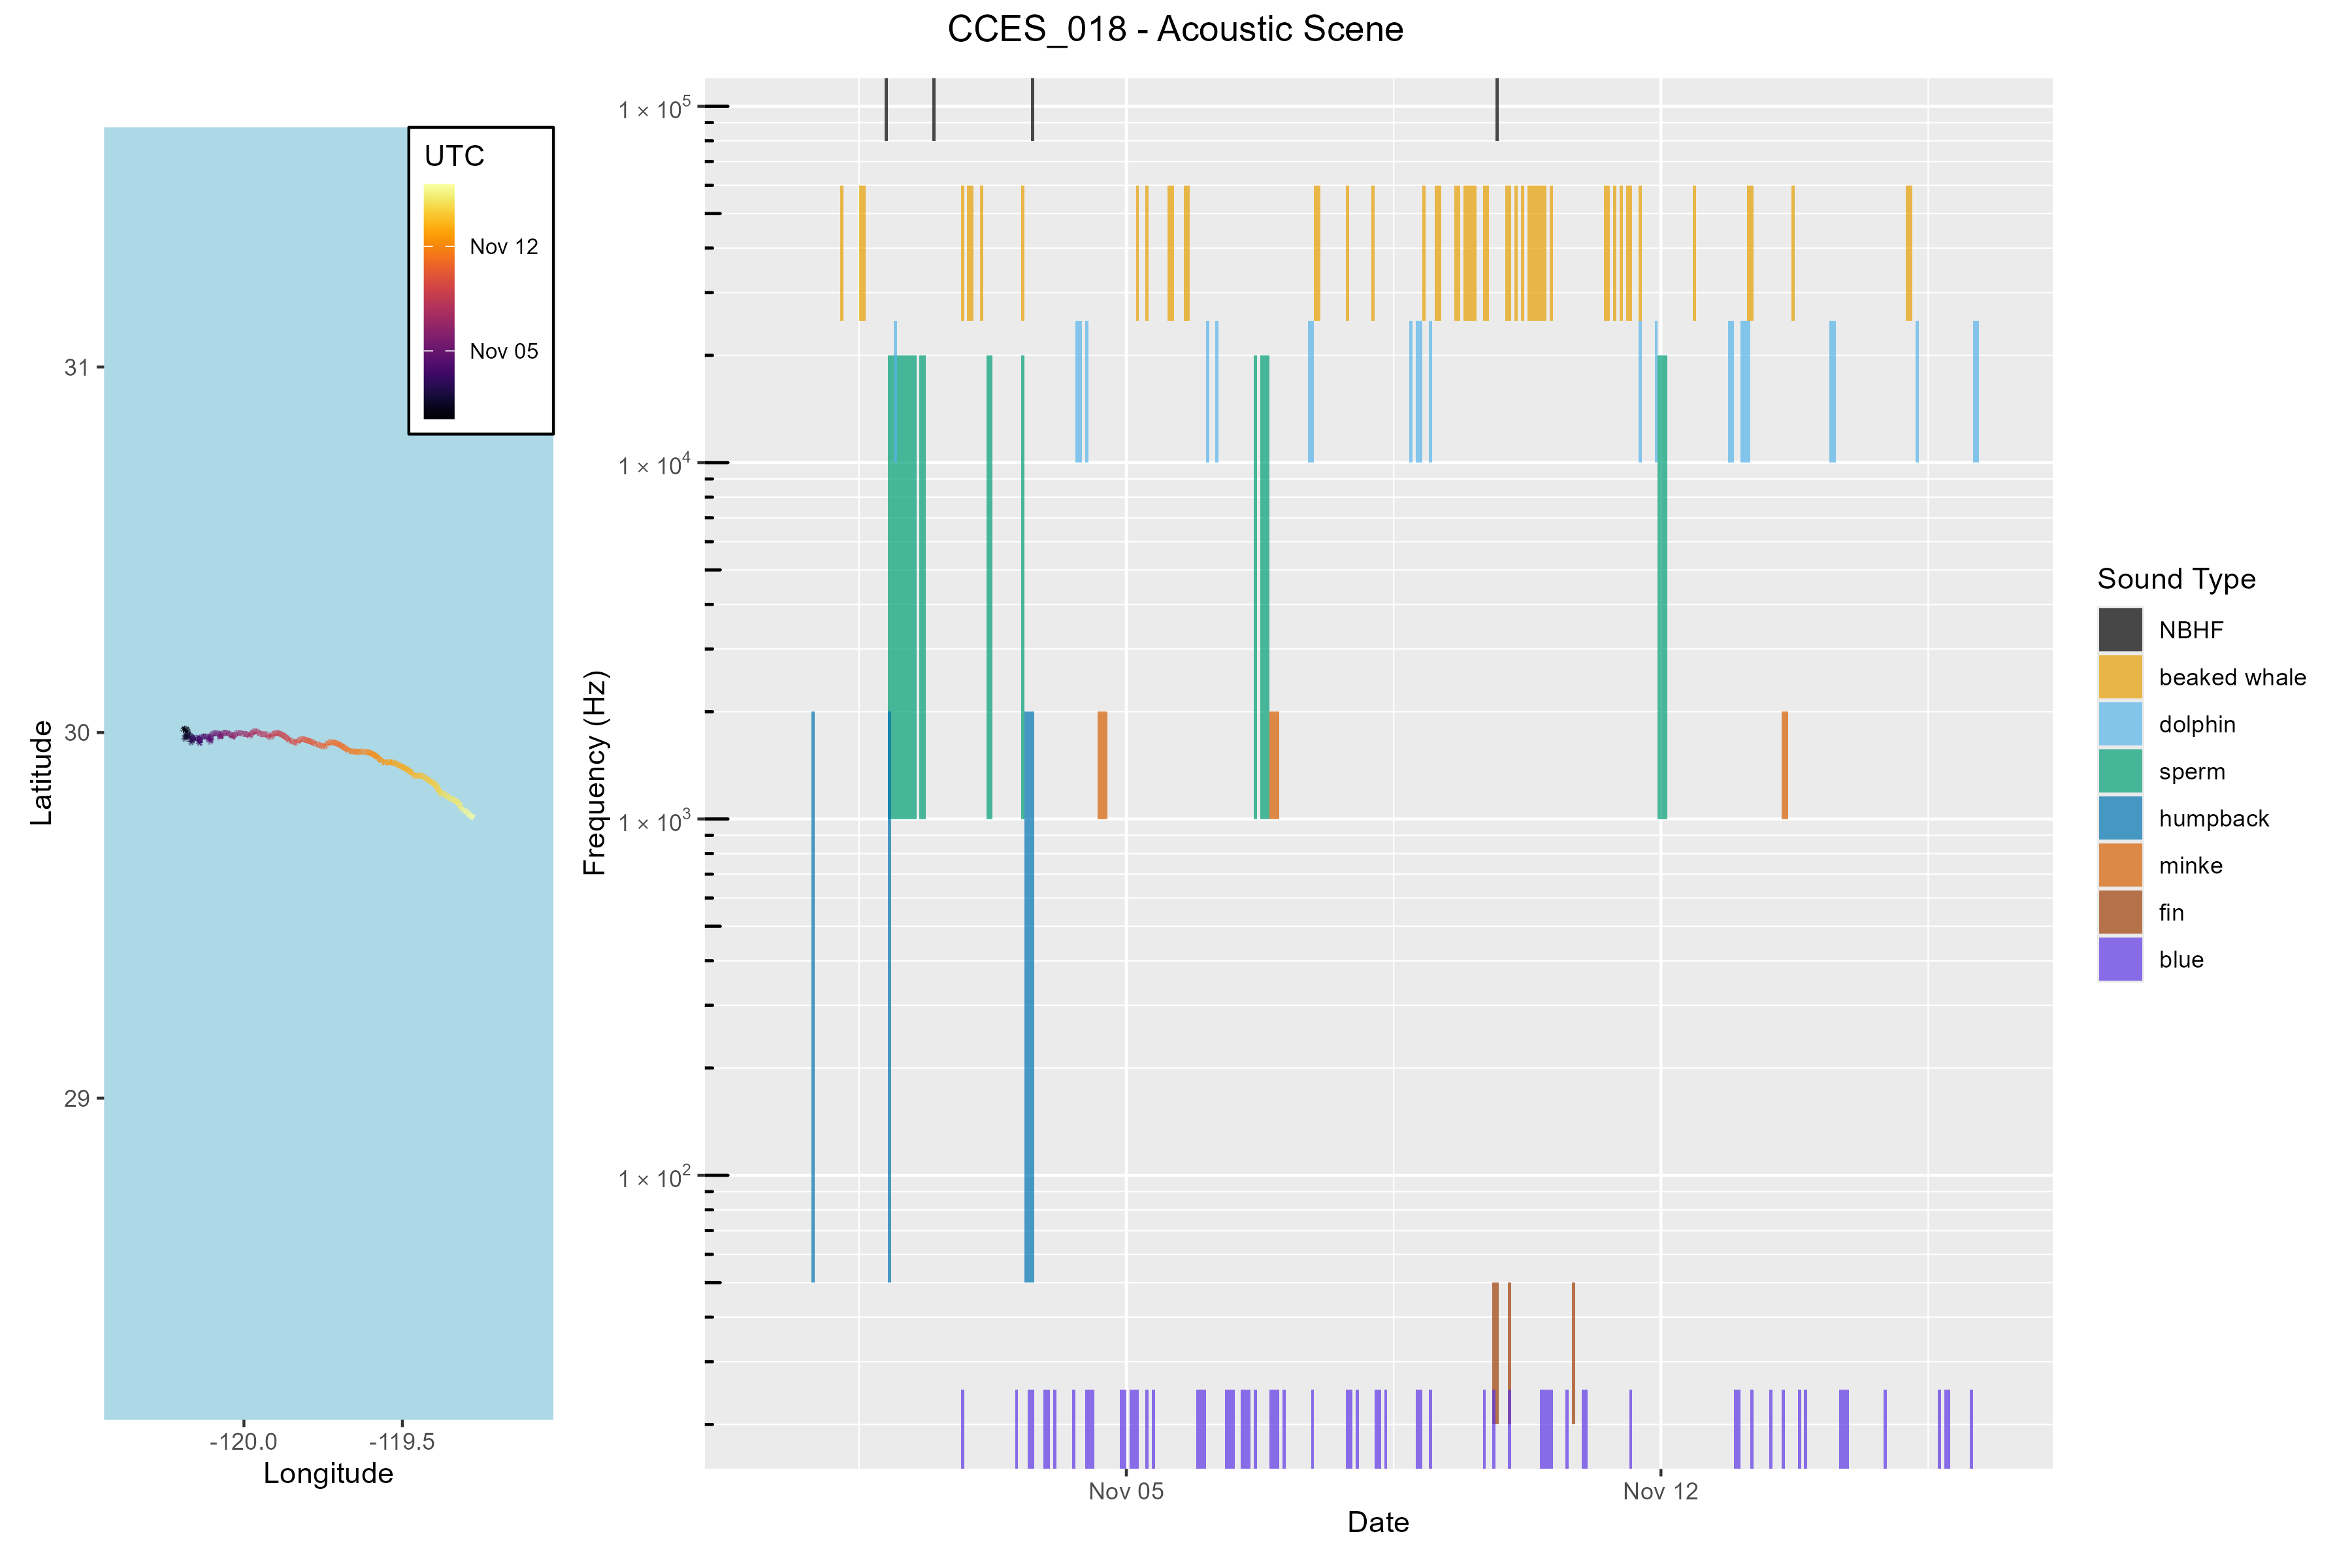 CCES_018 - Acoustic Scene
UTC
Nov 12
Nov 05
31
30
29
Latitude
-120.0
-119.5
Longitude
1 × 10⁵
1 × 10⁴
1 × 10³
1 × 10²
Frequency (Hz)
Nov 05
Nov 12
Date
Sound Type
NBHF
beaked whale
dolphin
sperm
humpback
minke
fin
blue